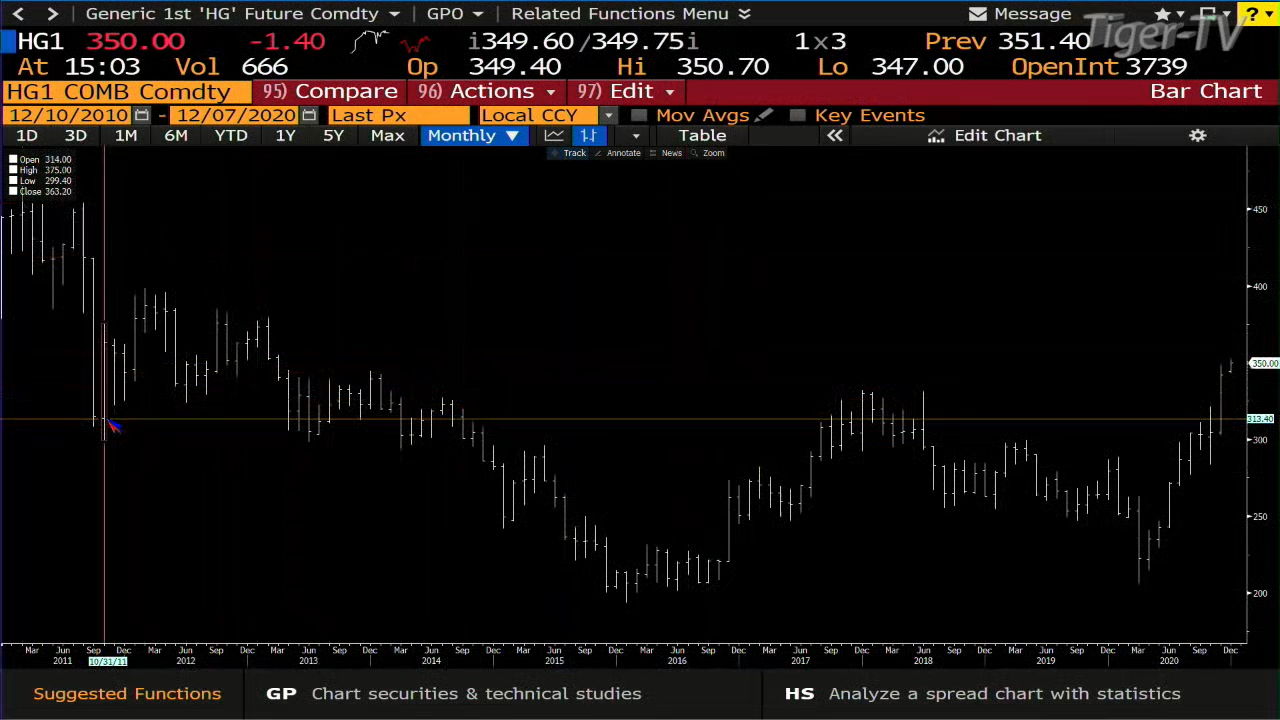 < > Generic 1st 'HG' Future Comdty GPO Related Functions Menu Message ?
Tiger-TV
HG1 350.00 -1.40 i349.60/349.75i 1x3 Prev 351.40
At 15:03 Vol 666 Op 349.40 Hi 350.70 Lo 347.00 OpenInt 3739
HG1 COMB Comdty 95) Compare 96) Actions 97) Edit Bar Chart
12/10/2010 - 12/07/2020 Last Px Local CCY Mov Avgs Key Events
1D 3D 1M 6M YTD 1Y 5Y Max Monthly Table « Edit Chart
Track Annotate News Zoom
Open 314.00
High 375.00
Low 299.40
Close 363.20
450
400
350.00
313.40
300
250
200
Mar Jun Sep Dec Mar Jun Sep Dec Mar Jun Sep Dec Mar Jun Sep Dec Mar Jun Sep Dec Mar Jun Sep Dec Mar Jun Sep Dec Mar Jun Sep Dec Mar Jun Sep Dec Mar Jun Sep Dec
2011 10/31/11 2012 2013 2014 2015 2016 2017 2018 2019 2020
Suggested Functions GP Chart securities & technical studies HS Analyze a spread chart with statistics